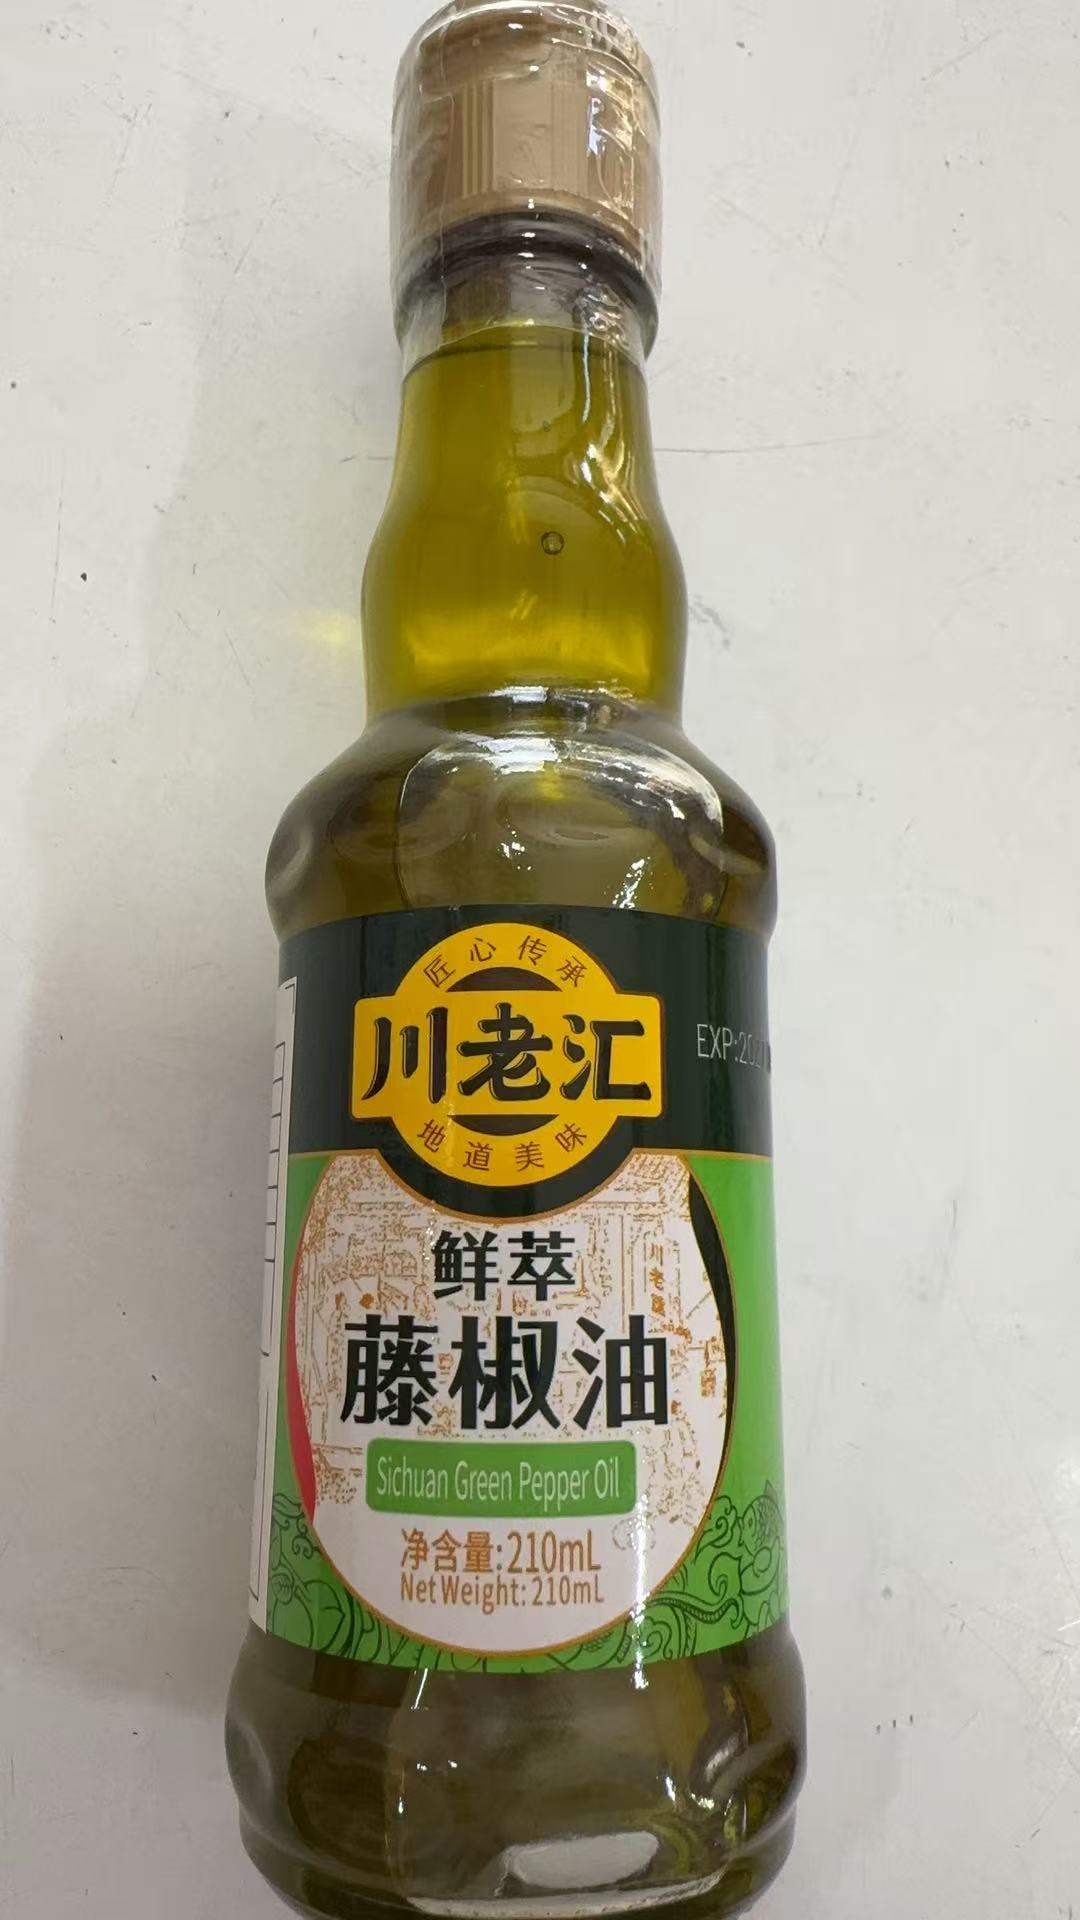 匠心传承
川老汇
地道美味
EXP:202
鲜萃
藤椒油
Sichuan Green Pepper Oil
净含量:210mL
Net Weight:210mL